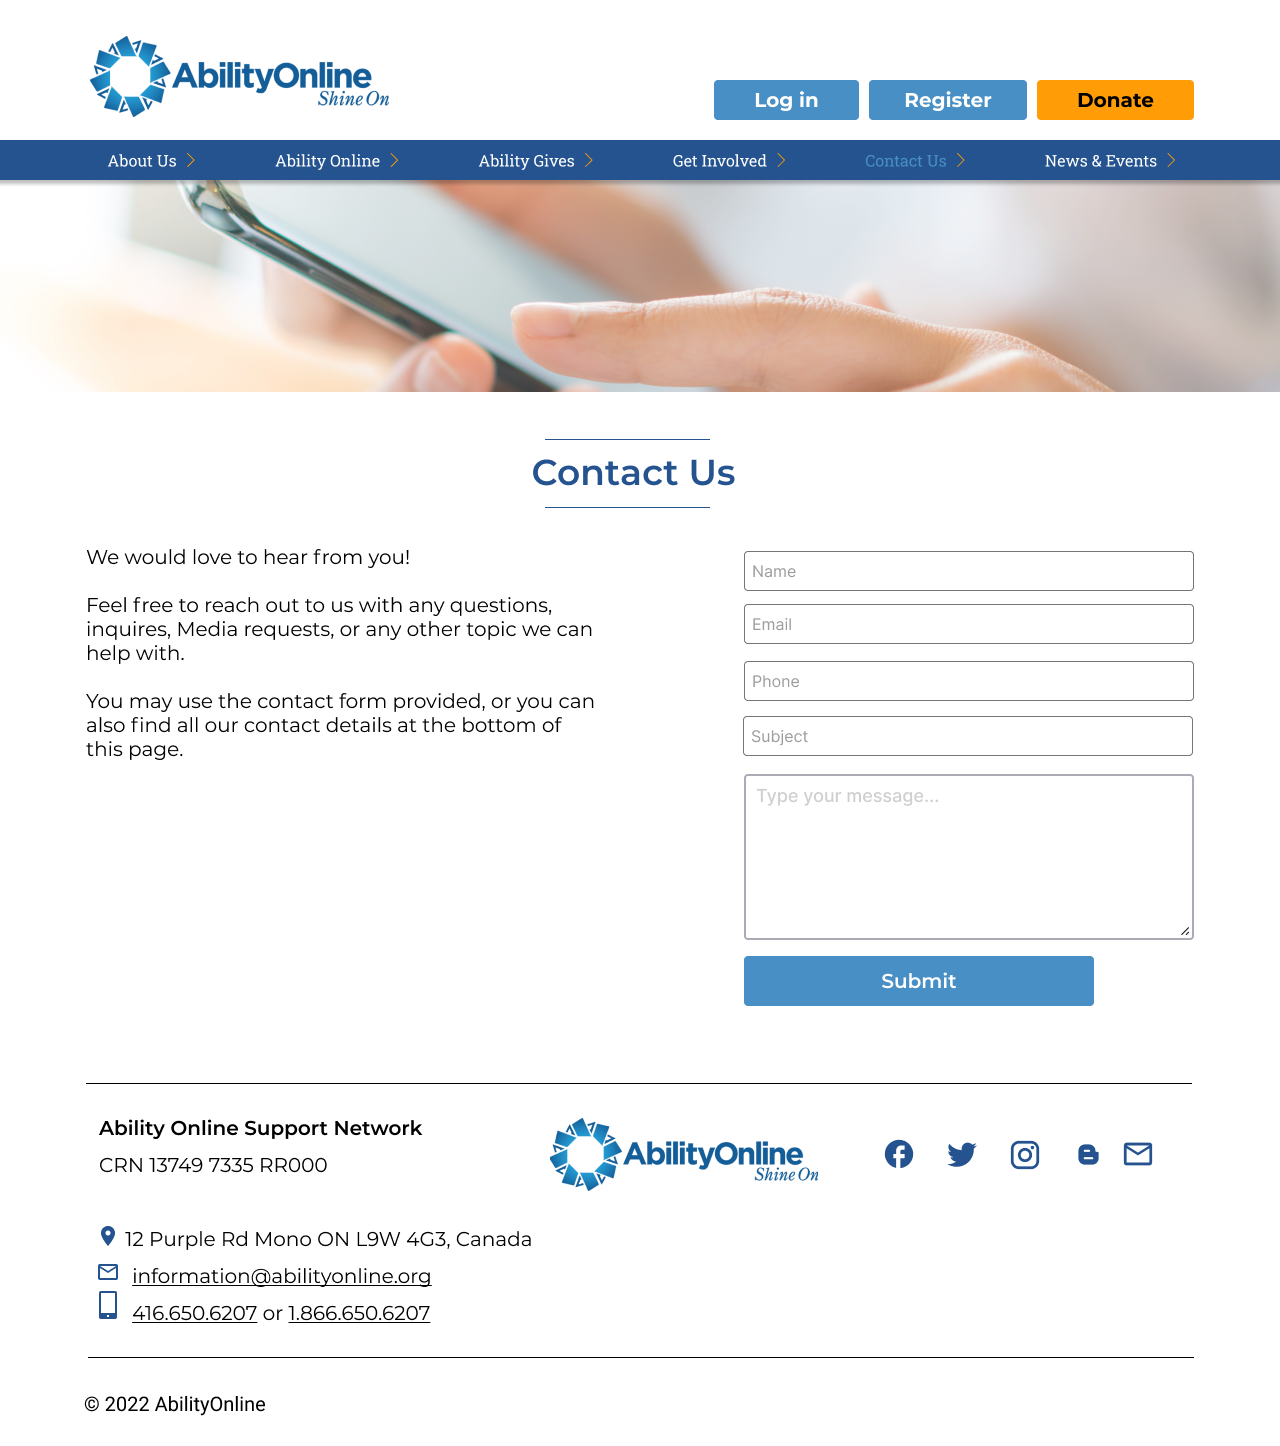 AbilityOnline
Shine On
Log in
Register
Donate
About Us
Ability Online
Ability Gives
Get Involved
Contact Us
News & Events
Contact Us
We would love to hear from you!
Feel free to reach out to us with any questions,
inquires, Media requests, or any other topic we can
help with.
You may use the contact form provided, or you can
also find all our contact details at the bottom of
this page.
Name
Email
Phone
Subject
Type your message...
Submit
Ability Online Support Network
CRN 13749 7335 RR000
AbilityOnline
Shine On
12 Purple Rd Mono ON L9W 4G3, Canada
information@abilityonline.org
416.650.6207 or 1.866.650.6207
© 2022 AbilityOnline